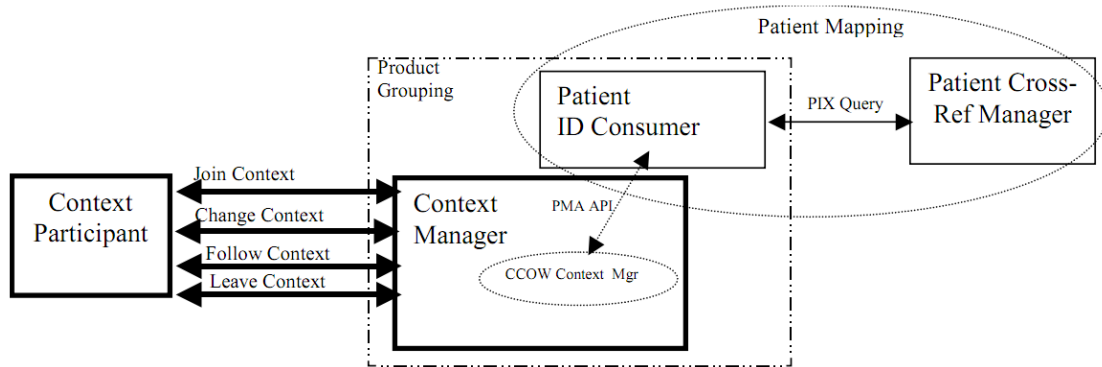 Patient Mapping
Product
Grouping
Patient
ID Consumer
PIX Query
Patient Cross-
Ref Manager
Join Context
Context
Participant
Change Context
Follow Context
Leave Context
Context
Manager
PMA API
CCOW Context Mgr